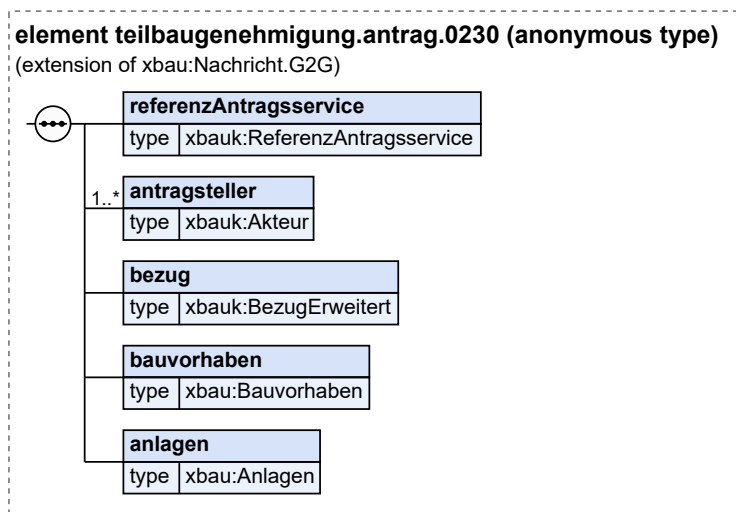 element teilbaugenehmigung.antrag.0230 (anonymous type)
(extension of xbau:Nachricht.G2G)
referenzAntragsservice
type xbauk:ReferenzAntragsservice
1..* antragsteller
type xbauk:Akteur
bezug
type xbauk:BezugErweitert
bauvorhaben
type xbau:Bauvorhaben
anlagen
type xbau:Anlagen